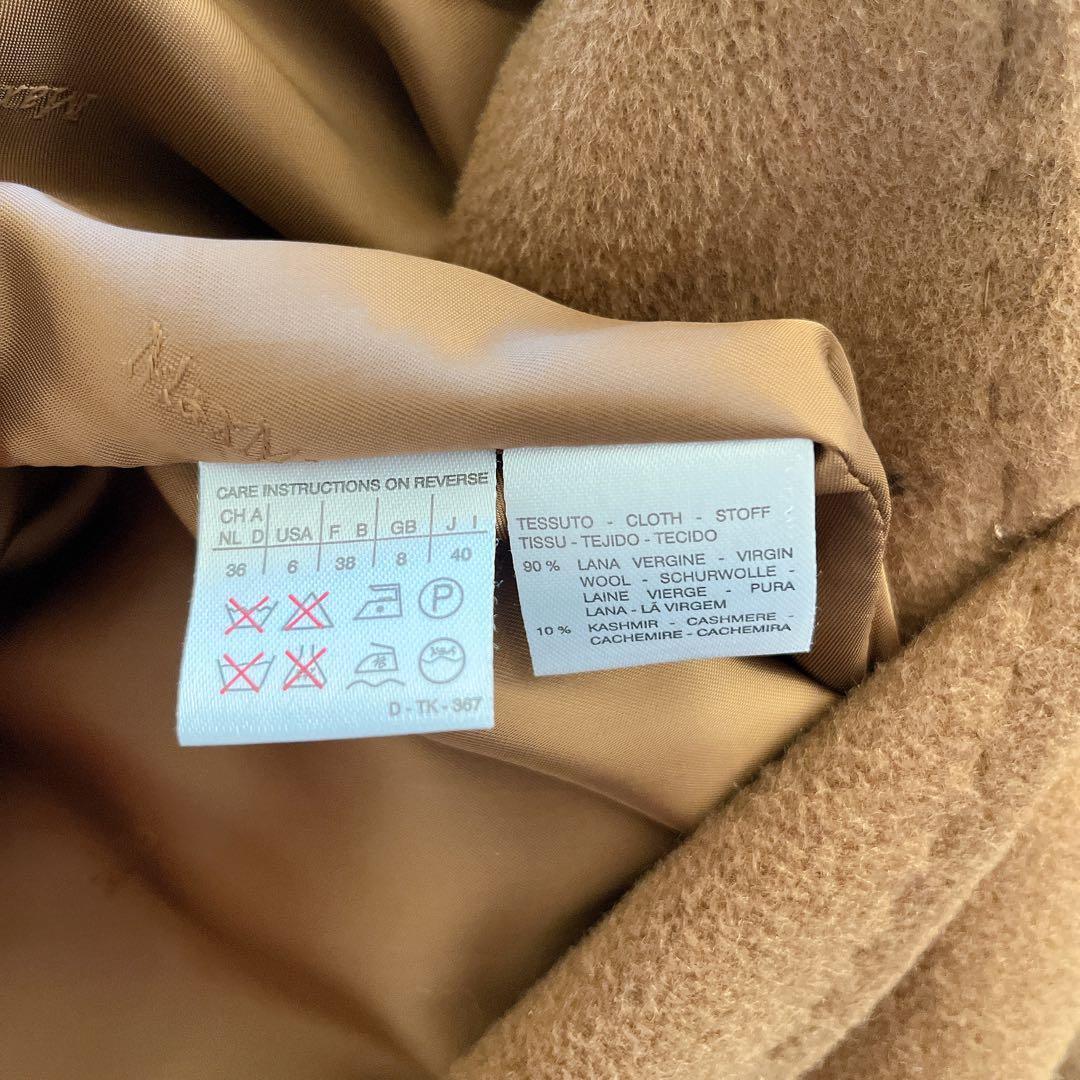 CARE INSTRUCTIONS ON REVERSE
CH A USA F B GB J I
NL D
36 6 38 8 40
P
D - TK - 367
TESSUTO - CLOTH - STOFF
TISSU - TEJIDO - TECIDO
90 % LANA VERGINE - VIRGIN
WOOL - SCHURWOLLE -
LAINE VIERGE - PURA
LANA - LÃ VIRGEM
10 % KASHMIR - CASHMERE -
CACHEMIRE - CACHEMIRA